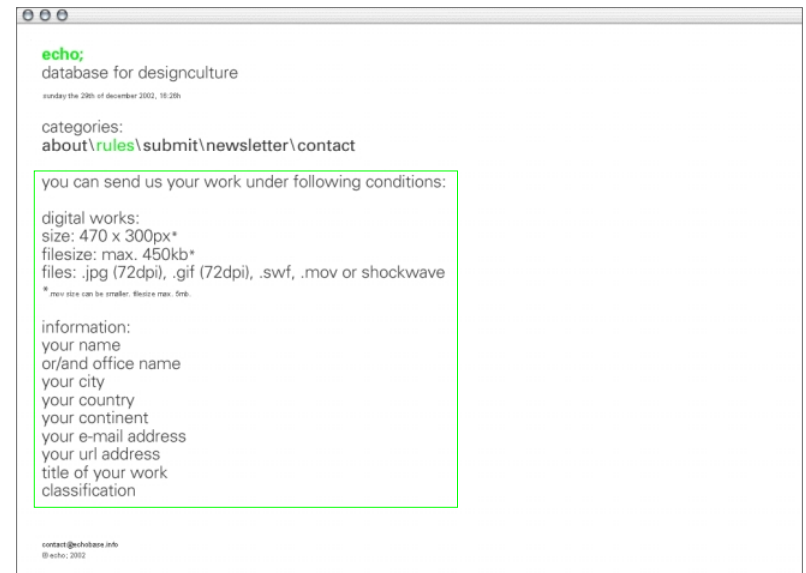 echo;
database for designculture
sunday the 29th of december 2002, 18:26h
categories:
about\rules\submit\newsletter\contact
you can send us your work under following conditions:
digital works:
size: 470 x 300px*
filesize: max. 450kb*
files: .jpg (72dpi), .gif (72dpi), .swf, .mov or shockwave
*.mov size can be smaller. filesize max. 5mb.
information:
your name
or/and office name
your city
your country
your continent
your e-mail address
your url address
title of your work
classification
contact@echobase.info
© echo; 2002